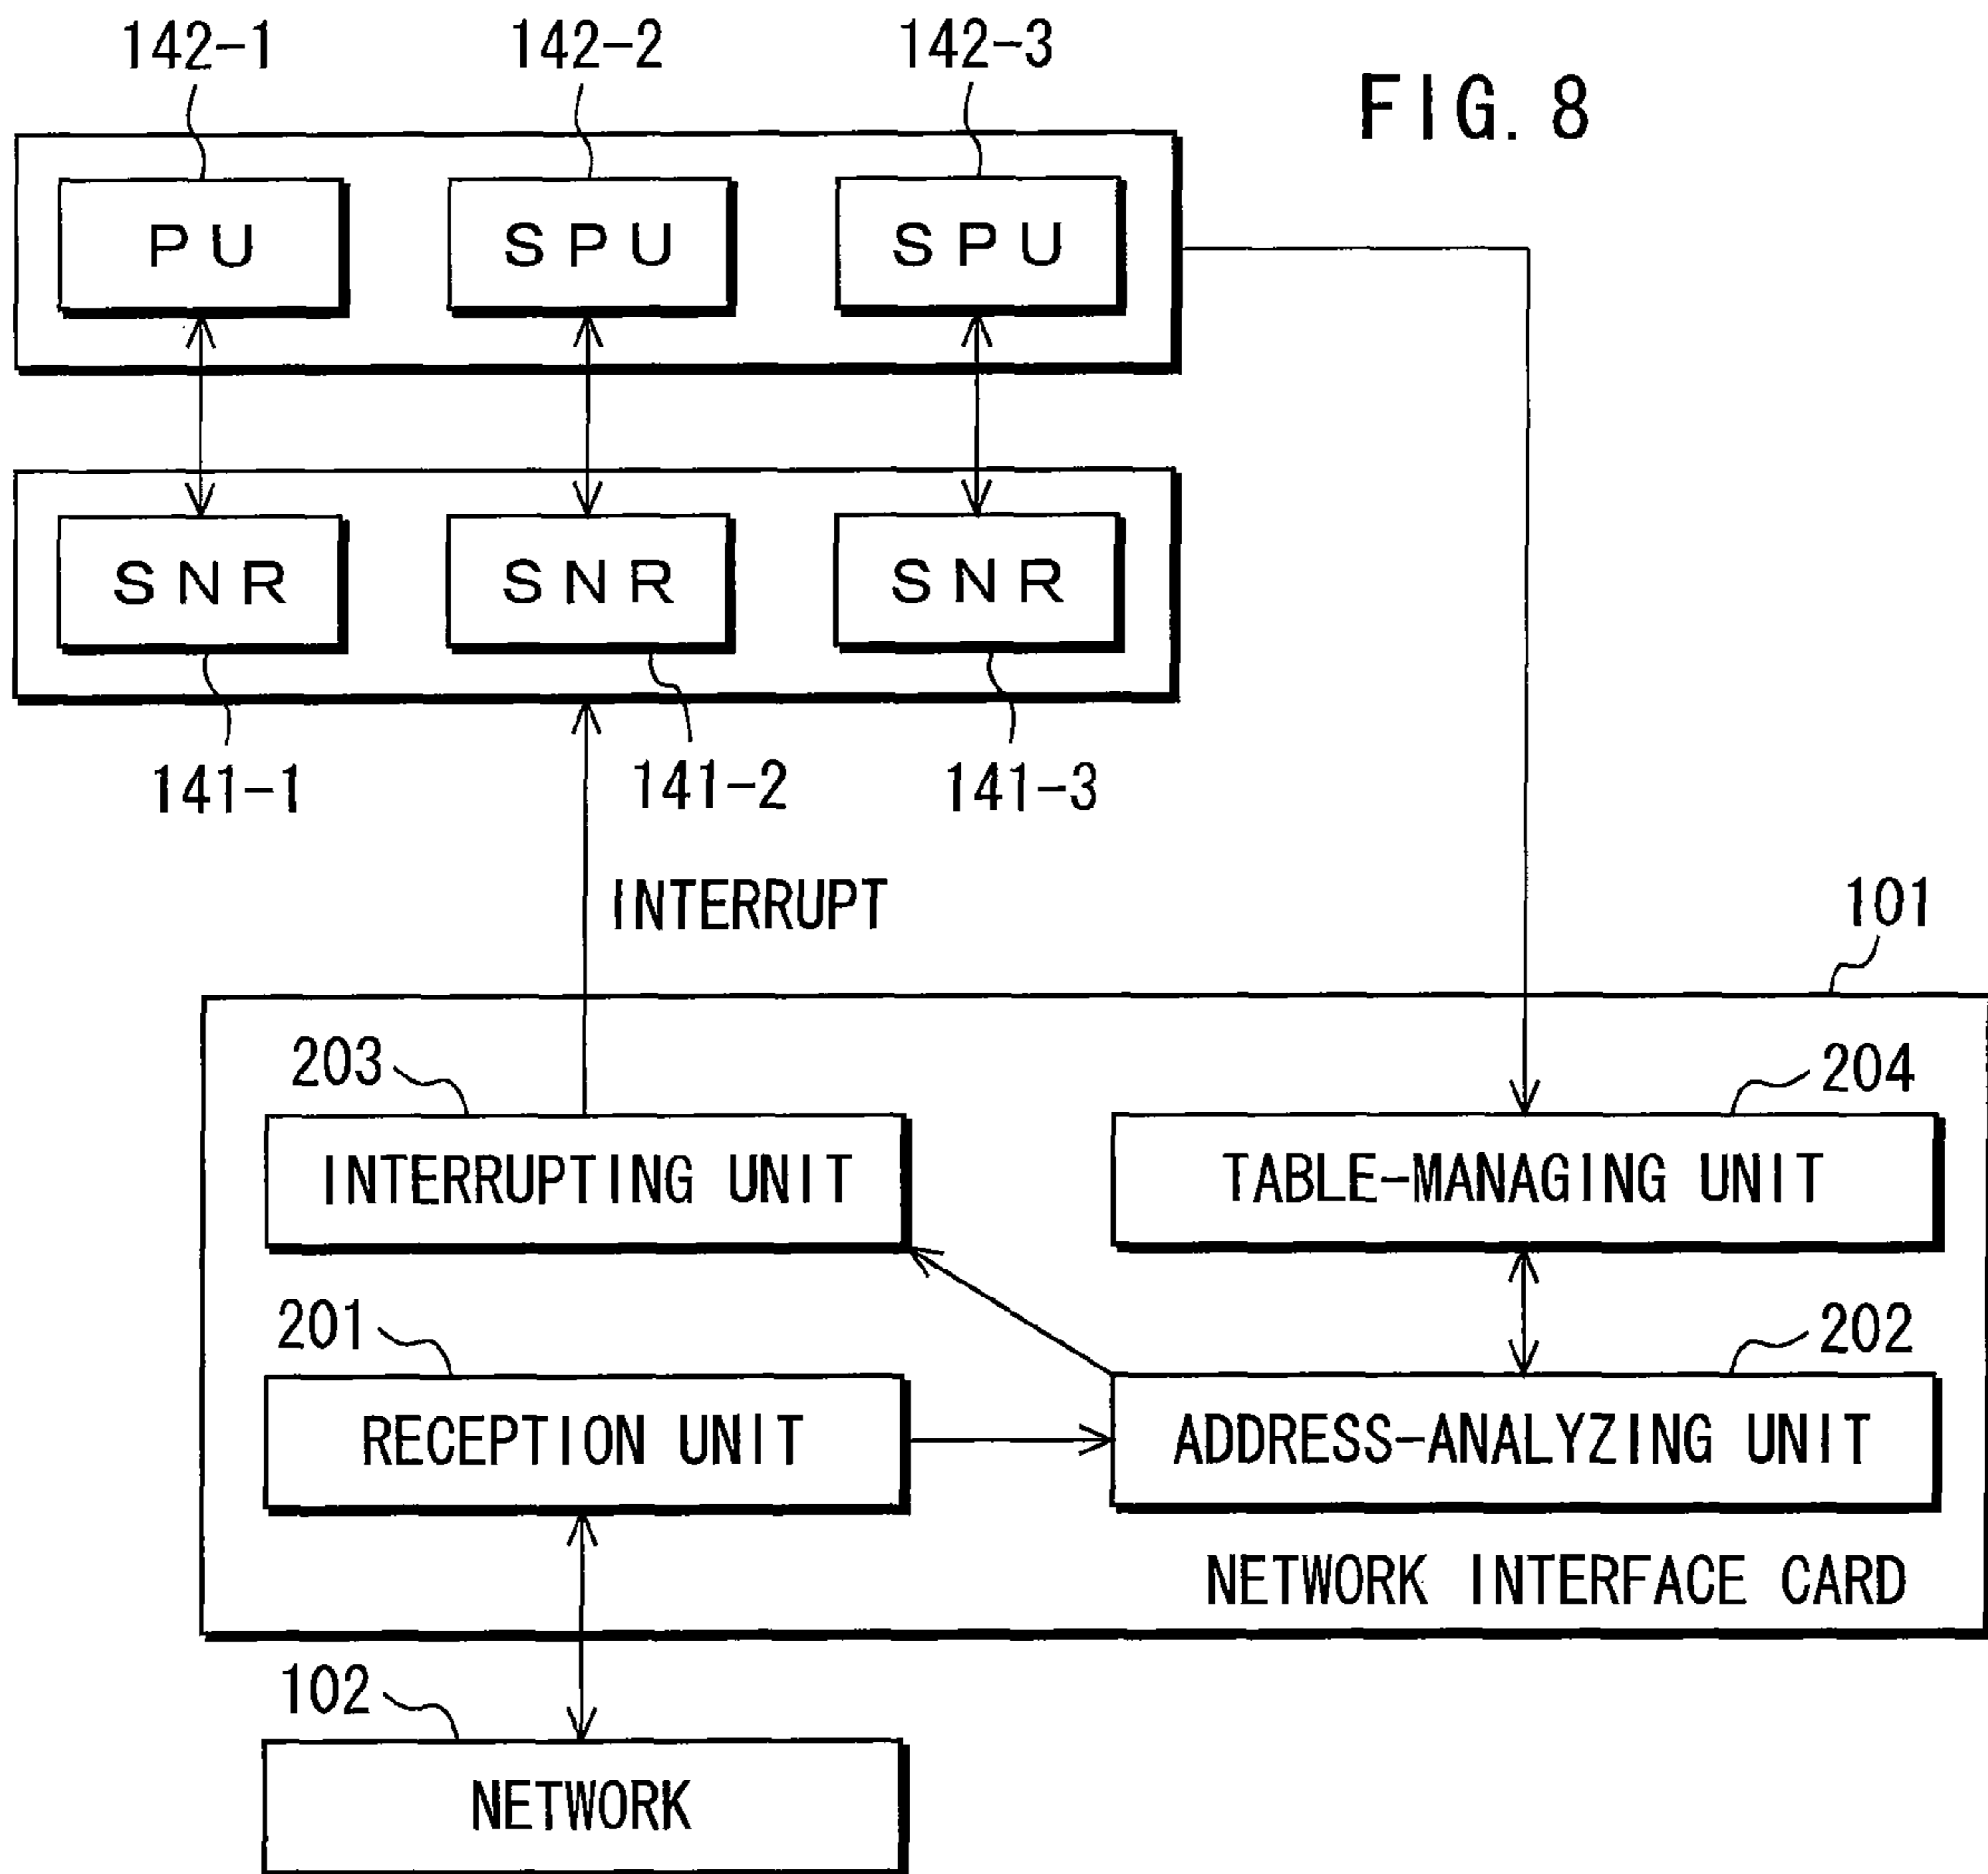 142-1
142-2
142-3
FIG. 8
PU
SPU
SPU
SNR
SNR
SNR
141-1
141-2
141-3
INTERRUPT
101
203
204
INTERRUPTING UNIT
TABLE-MANAGING UNIT
201
202
RECEPTION UNIT
ADDRESS-ANALYZING UNIT
NETWORK INTERFACE CARD
102
NETWORK